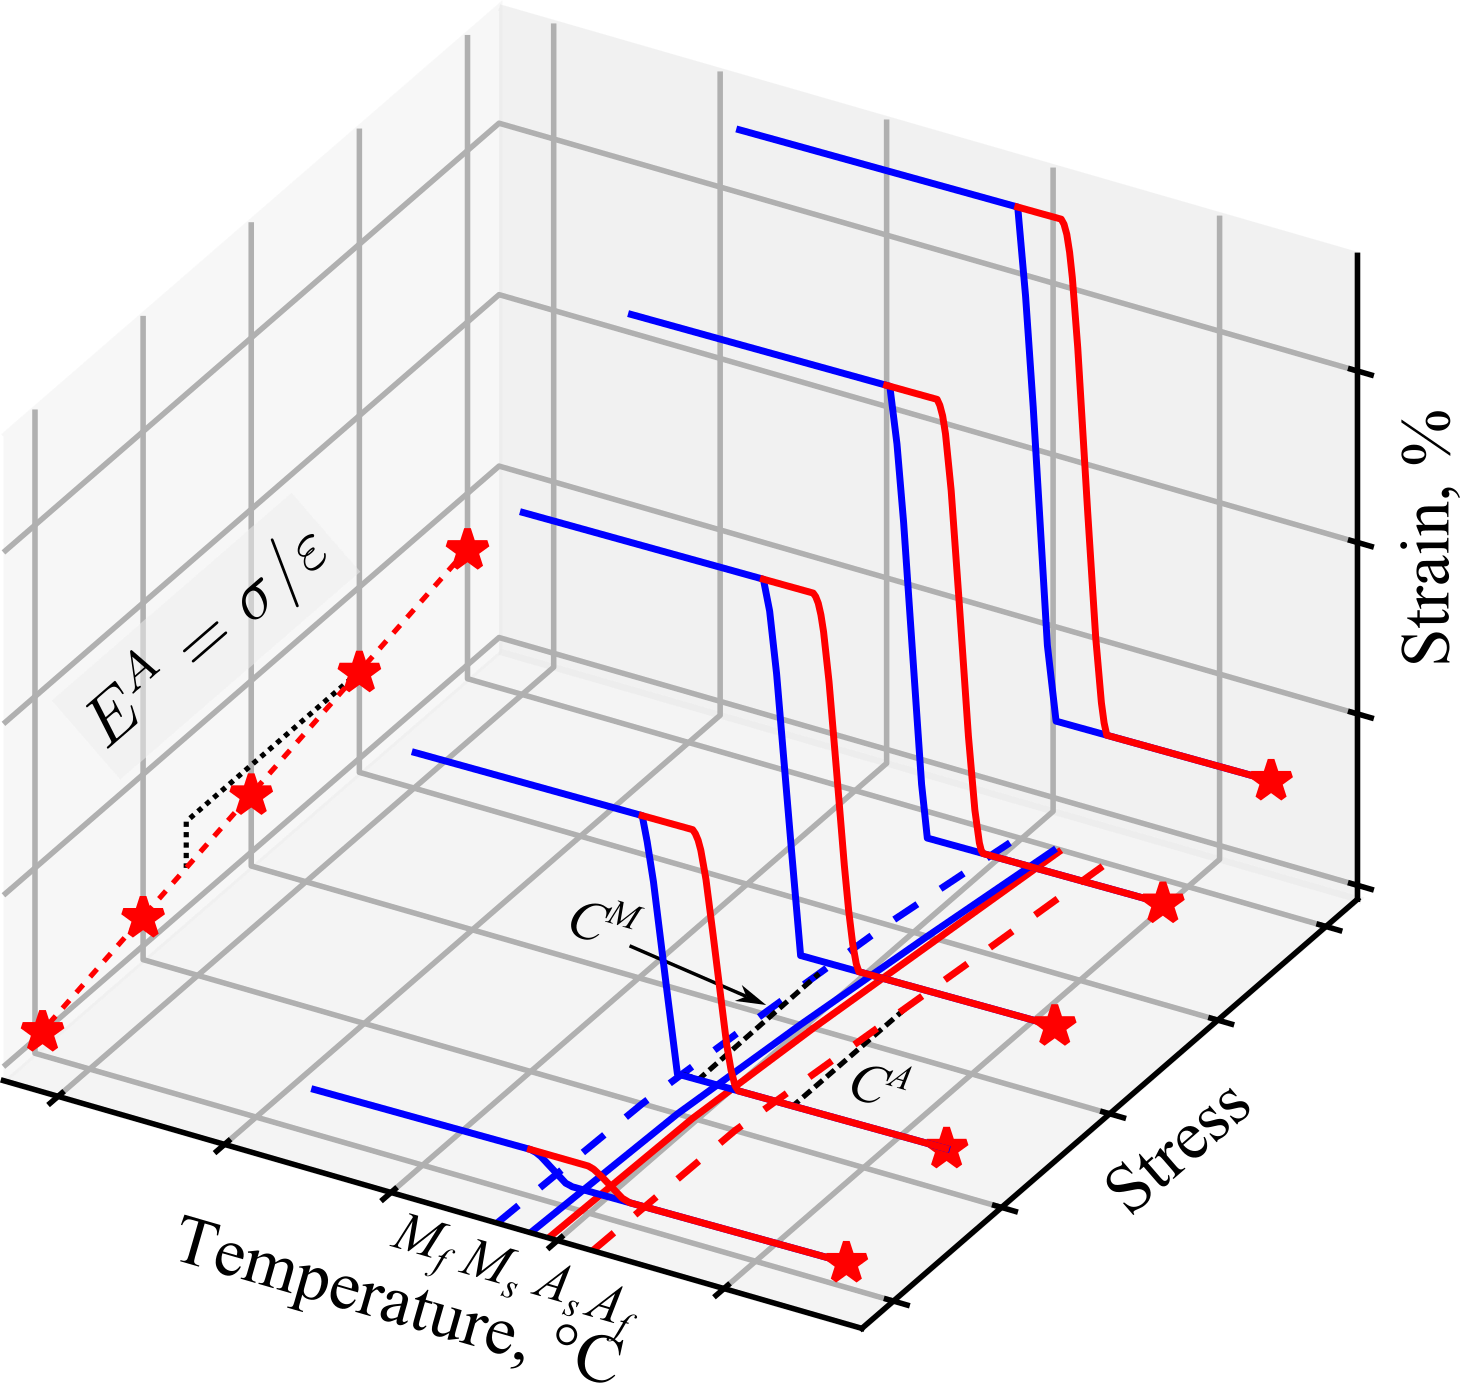 Strain, %
E^A = σ/ε
C^M
C^A
Stress
M_f M_s A_s A_f
Temperature, °C